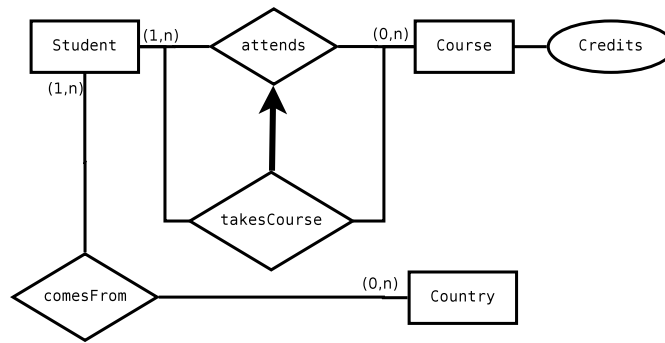 (1,n)
(0,n)
Student
attends
Course
Credits
(1,n)
takesCourse
(0,n)
comesFrom
Country